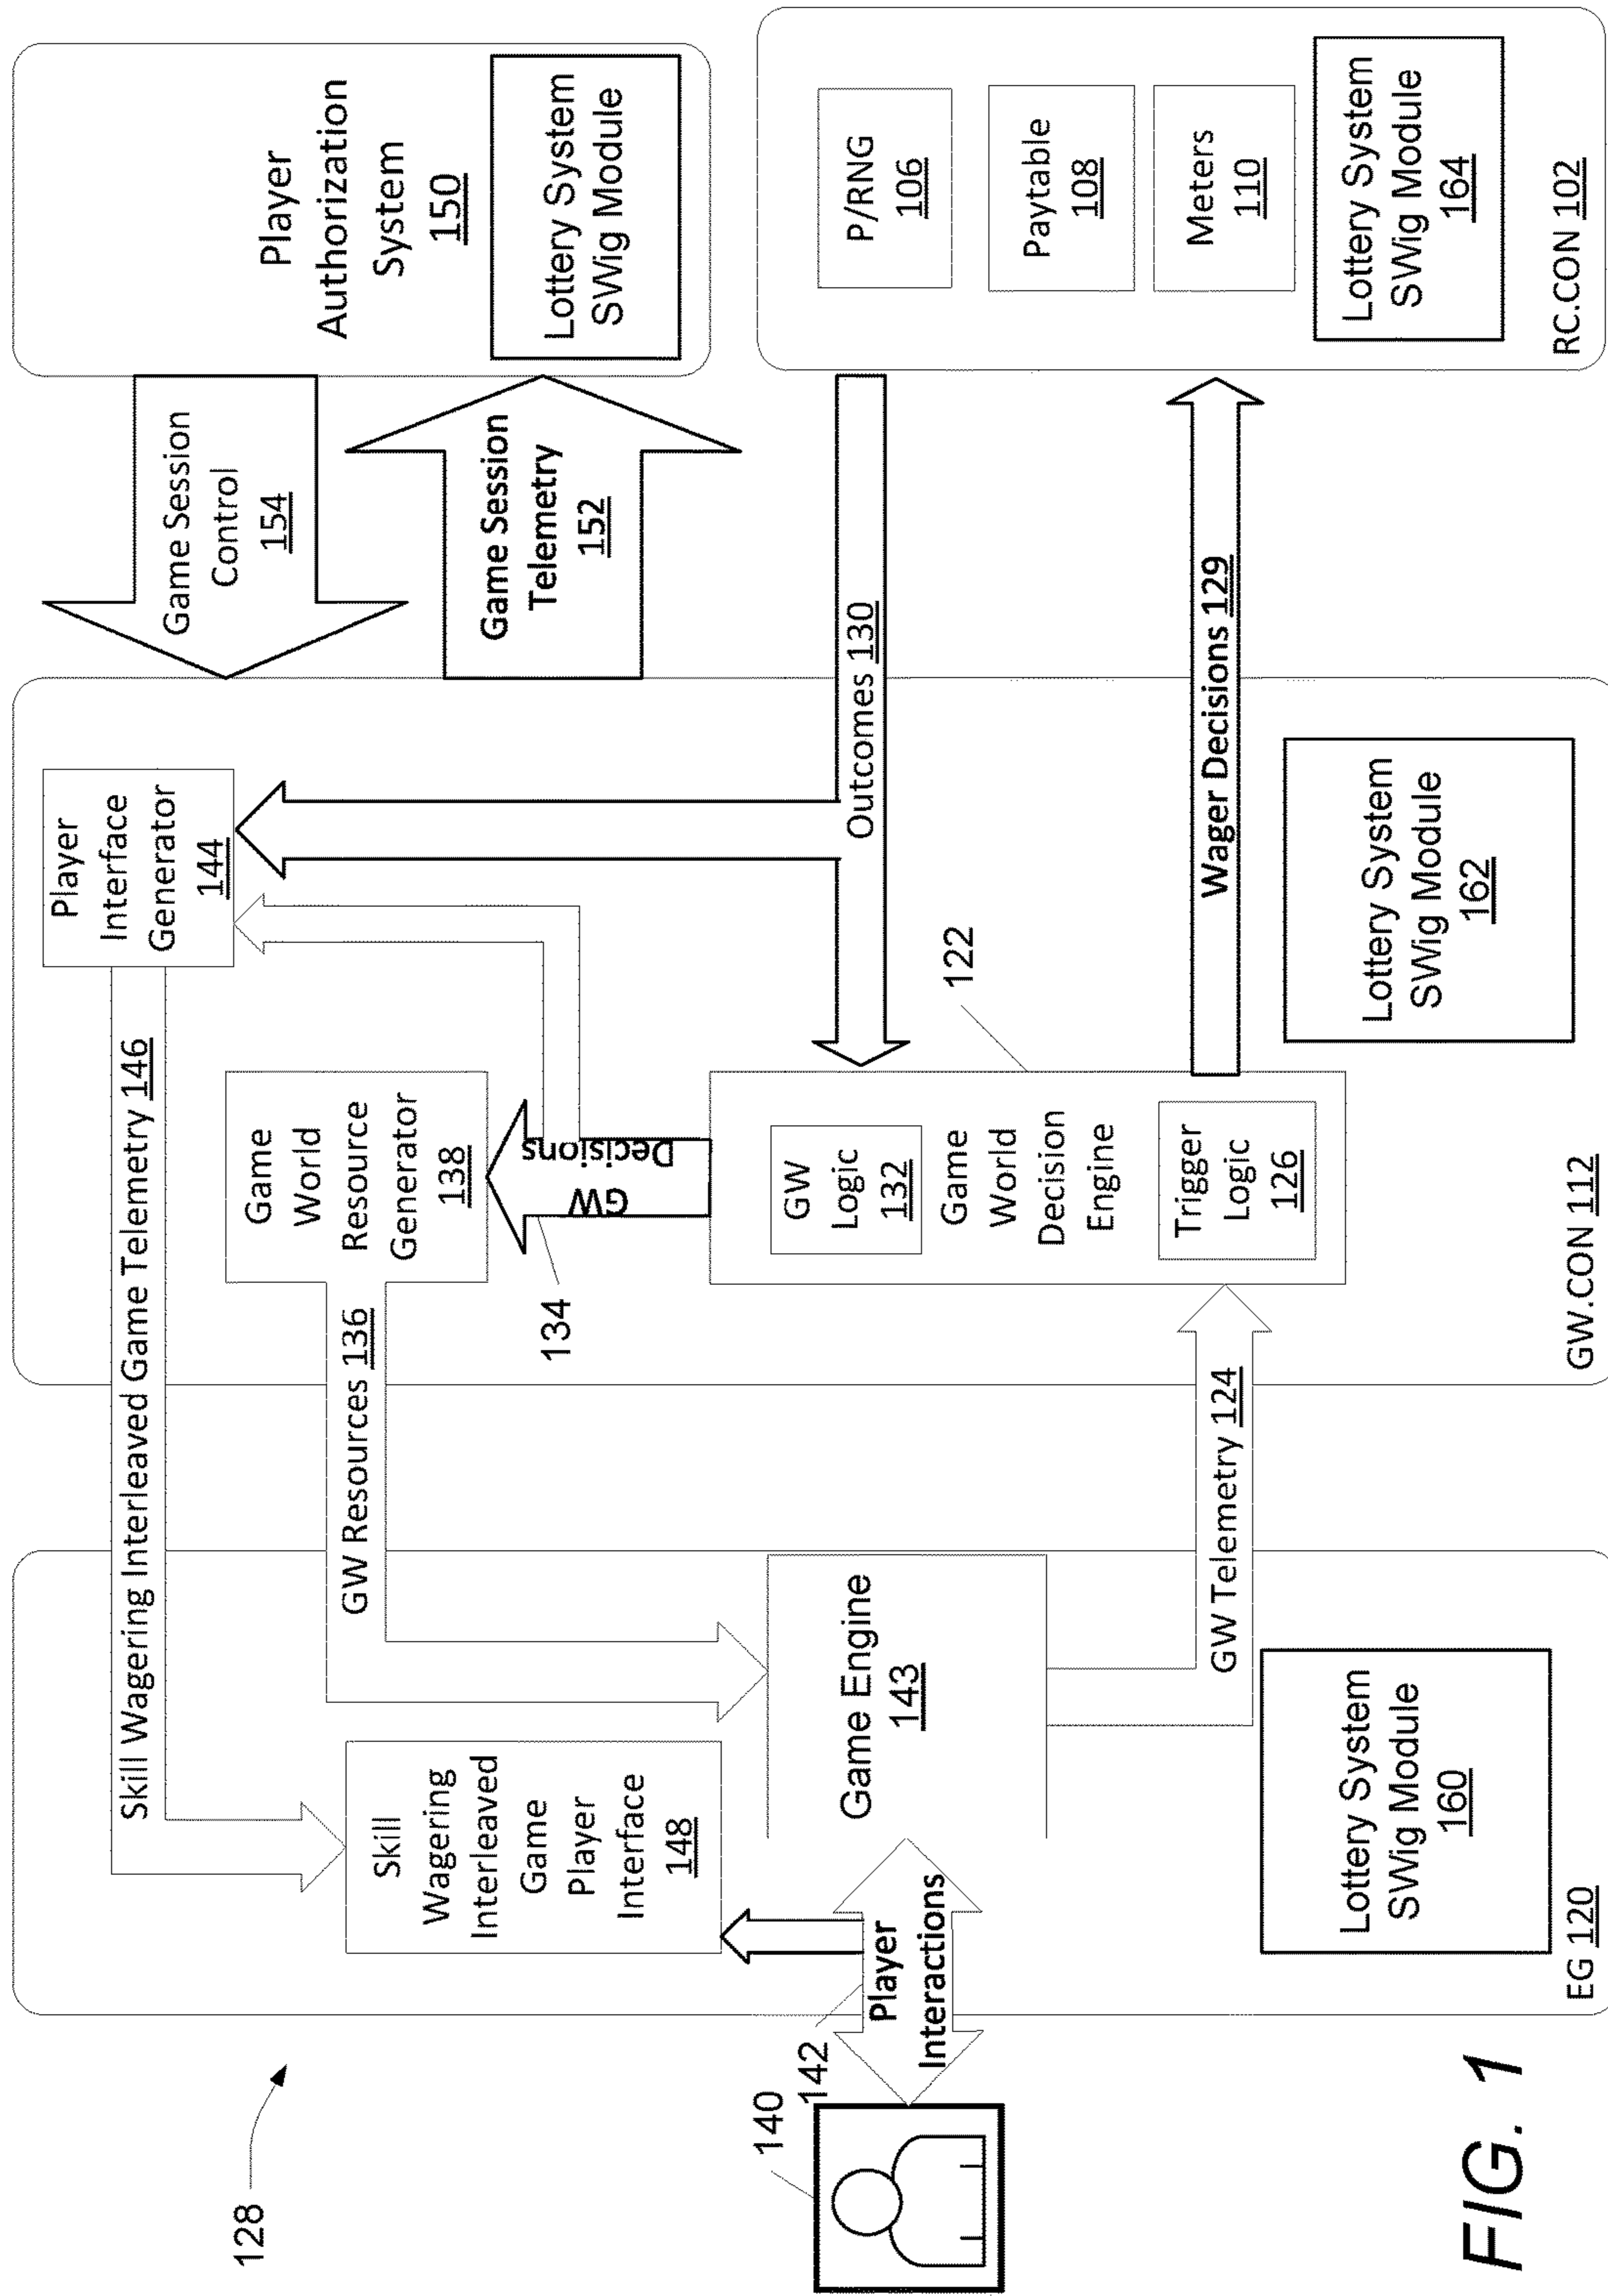 128
140
142
Player
Interactions
Skill Wagering Interleaved Game Telemetry 146
Skill
Wagering
Interleaved
Game
Player
Interface
148
GW Resources 136
Game Engine
143
GW Telemetry 124
Lottery System
SWig Module
160
EG 120
Player
Interface
Generator
144
Game
World
Resource
Generator
138
134
GW
Decisions
GW
Logic
132
Game
World
Decision
Engine
Trigger
Logic
126
122
Outcomes 130
Wager Decisions 129
Lottery System
SWig Module
162
GW.CON 112
Game Session
Control
154
Game Session
Telemetry
152
Player
Authorization
System
150
Lottery System
SWig Module
P/RNG
106
Paytable
108
Meters
110
Lottery System
SWig Module
164
RC.CON 102
FIG. 1